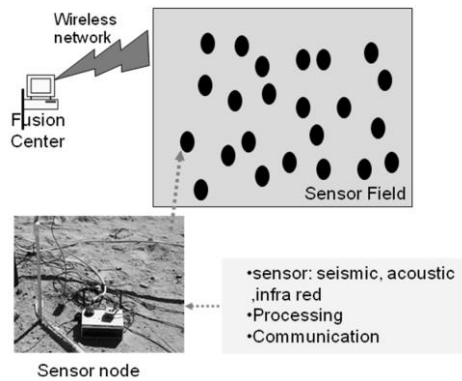 Wireless
network
Fusion
Center
Sensor Field
•sensor: seismic, acoustic
,infra red
•Processing
•Communication
Sensor node